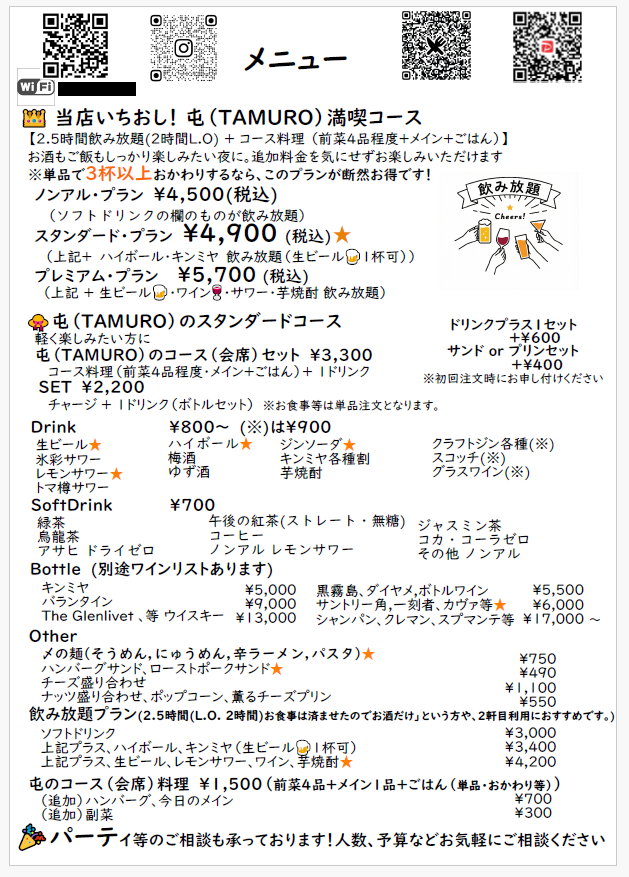 メニュー
WiFi
当店いちおし! 屯(TAMURO)満喫コース
【2.5時間飲み放題(2時間L.O) + コース料理 (前菜4品程度+メイン+ごはん)】
お酒もご飯もしっかり楽しみたい夜に。追加料金を気にせずお楽しみいただけます
※単品で3杯以上おかわりするなら、このプランが断然お得です!
ノンアル・プラン ¥4,500(税込)
(ソフトドリンクの欄のものが飲み放題)
スタンダード・プラン ¥4,900 (税込)★
(上記+ ハイボール・キンミヤ 飲み放題(生ビール🍺1杯可))
プレミアム・プラン ¥5,700 (税込)
(上記 + 生ビール🍺・ワイン🍷・サワー・芋焼酎 飲み放題)
飲み放題
Cheers!
屯(TAMURO)のスタンダードコース
軽く楽しみたい方に
屯(TAMURO)のコース(会席)セット ¥3,300
コース料理(前菜4品程度・メイン+ごはん)+ 1ドリンク
SET ¥2,200
チャージ + 1ドリンク(ボトルセット) ※お食事等は単品注文となります。
ドリンクプラス1セット
+¥600
サンド or プリンセット
+¥400
※初回注文時にお申し付けください
Drink ¥800~ (※)は¥900
生ビール★ ハイボール★ ジンソーダ★ クラフトジン各種(※)
氷彩サワー 梅酒 キンミヤ各種割 スコッチ(※)
レモンサワー★ ゆず酒 芋焼酎 グラスワイン(※)
トマ樽サワー
SoftDrink ¥700
緑茶 午後の紅茶(ストレート・無糖) ジャスミン茶
烏龍茶 コーヒー コカ・コーラゼロ
アサヒ ドライゼロ ノンアル レモンサワー その他 ノンアル
Bottle (別途ワインリストあります)
キンミヤ ¥5,000 黒霧島、ダイヤメ,ボトルワイン ¥5,500
バランタイン ¥9,000 サントリー角,一刻者、カヴァ等★ ¥6,000
The Glenlivet 、等 ウイスキー ¥13,000 シャンパン、クレマン、スプマンテ等 ¥17,000 ~
Other
〆の麺(そうめん,にゅうめん,辛ラーメン,パスタ)★ ¥750
ハンバーグサンド、ローストポークサンド★ ¥490
チーズ盛り合わせ ¥1,100
ナッツ盛り合わせ、ポップコーン、薫るチーズプリン ¥550
飲み放題プラン(2.5時間(L.O. 2時間)お食事は済ませたのでお酒だけ」という方や、2軒目利用におすすめです。)
ソフトドリンク ¥3,000
上記プラス、ハイボール、キンミヤ(生ビール🍺1杯可) ¥3,400
上記プラス、生ビール、レモンサワー、ワイン、芋焼酎★ ¥4,200
屯のコース(会席)料理 ¥1,500(前菜4品+メイン1品+ごはん(単品・おかわり等))
(追加)ハンバーグ、今日のメイン ¥700
(追加)副菜 ¥300
パーティ等のご相談も承っております!人数、予算などお気軽にご相談ください